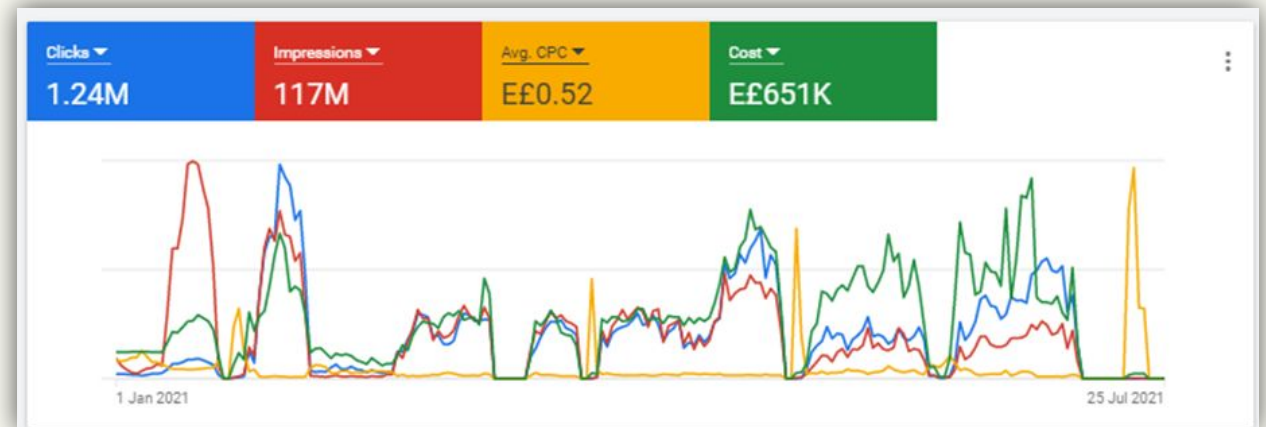 Clicks
1.24M
Impressions
117M
Avg. CPC
E£0.52
Cost
E£651K
1 Jan 2021
25 Jul 2021